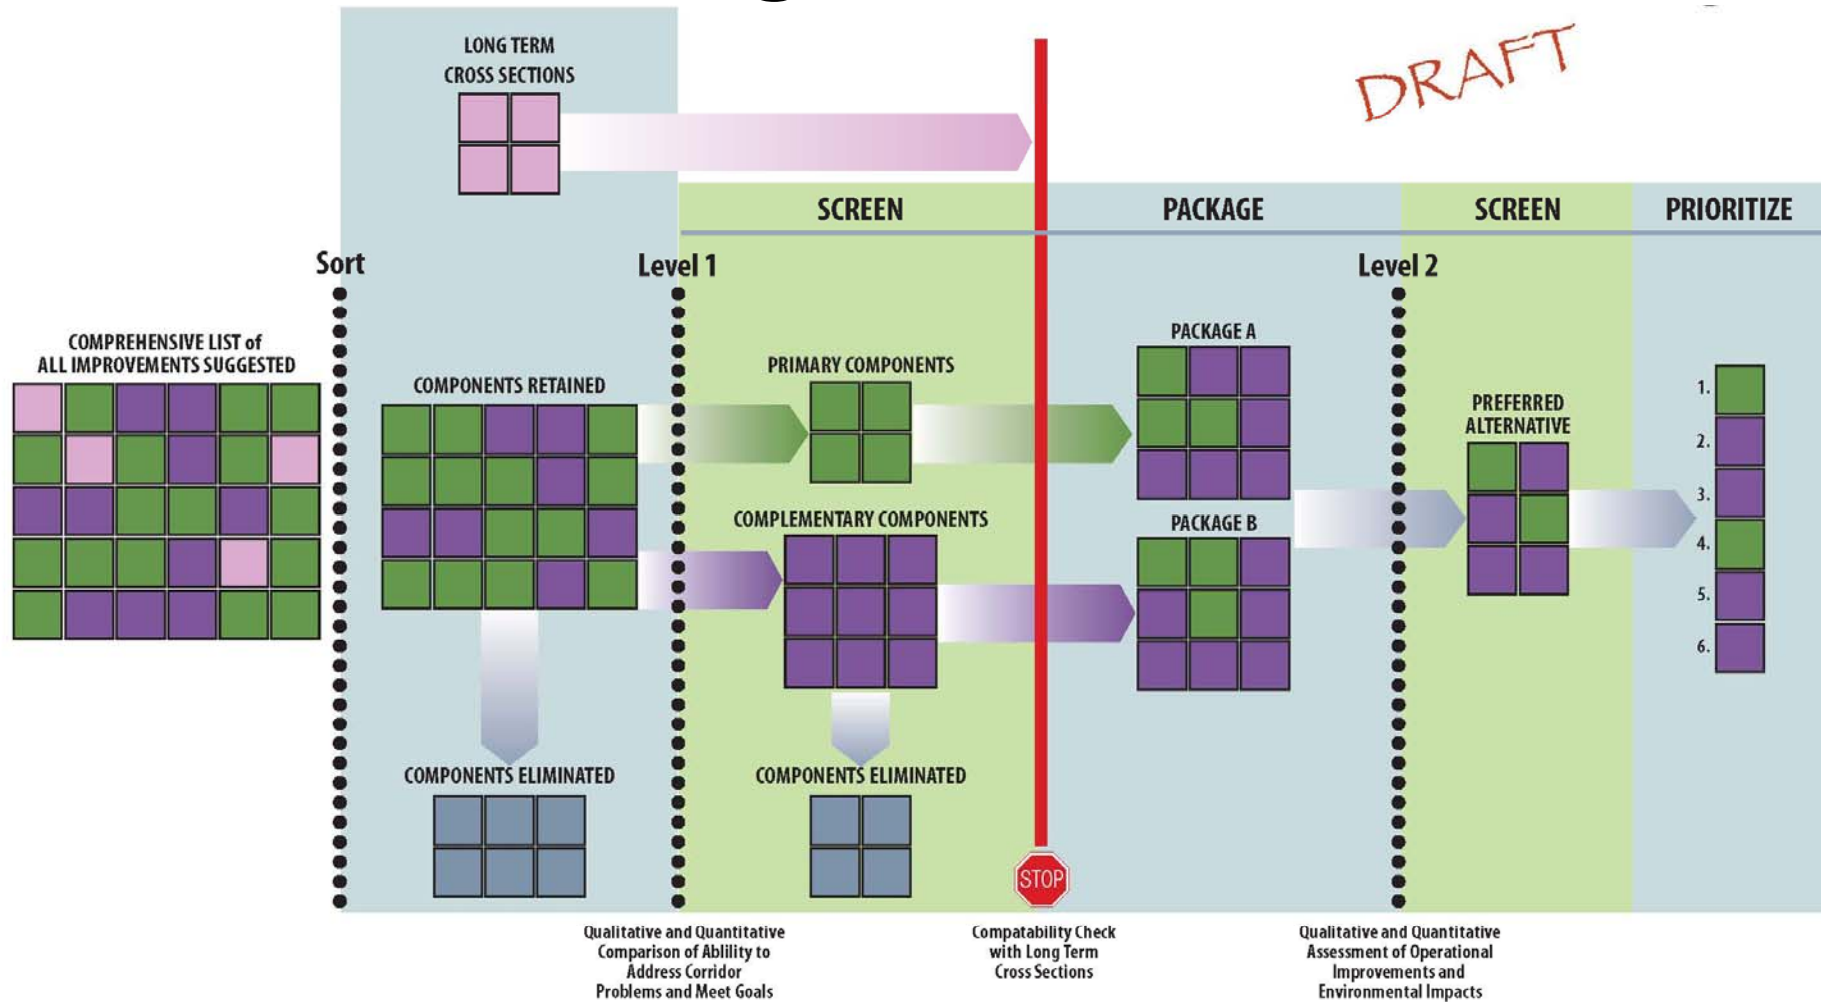 DRAFT
LONG TERM
CROSS SECTIONS
SCREEN
PACKAGE
SCREEN
PRIORITIZE
Sort
Level 1
Level 2
COMPREHENSIVE LIST of
ALL IMPROVEMENTS SUGGESTED
COMPONENTS RETAINED
PRIMARY COMPONENTS
COMPLEMENTARY COMPONENTS
PACKAGE A
PACKAGE B
PREFERRED
ALTERNATIVE
1.
2.
3.
4.
5.
6.
COMPONENTS ELIMINATED
COMPONENTS ELIMINATED
STOP
Qualitative and Quantitative
Comparison of Ablility to
Address Corridor
Problems and Meet Goals
Compatability Check
with Long Term
Cross Sections
Qualitative and Quantitative
Assessment of Operational
Improvements and
Environmental Impacts